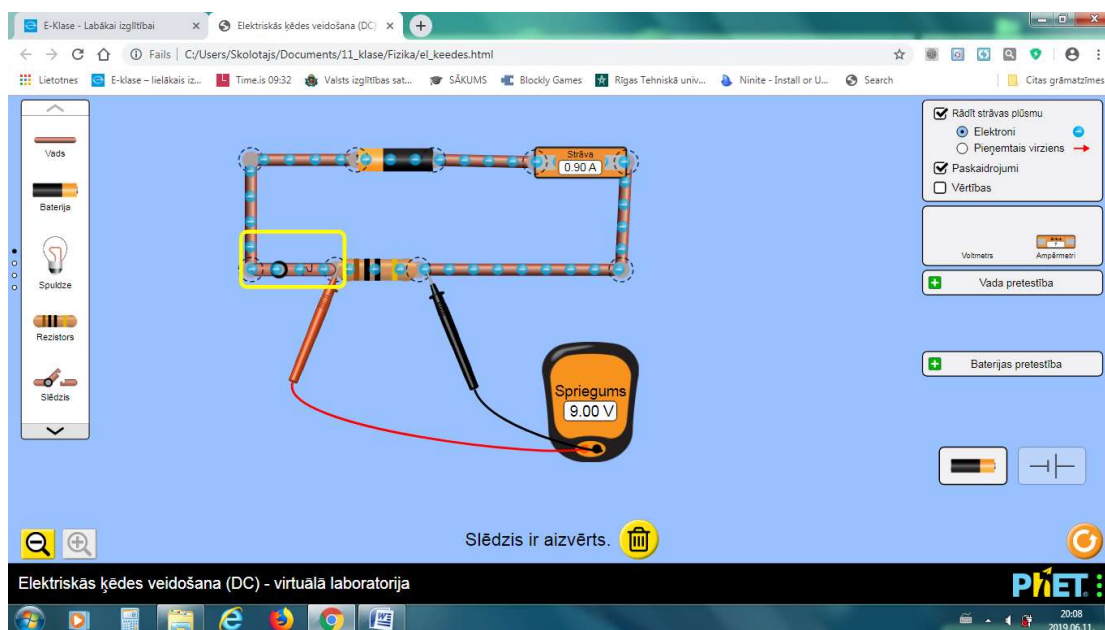 E-Klase - Labākai izglītībai
Elektriskās ķēdes veidošana (DC)
Fails | C:/Users/Skolotajs/Documents/11_klase/Fizika/el_keedes.html
Lietotnes
E-klase – lielākais iz...
Time.is 09:32
Valsts izglītības sat...
SĀKUMS
Blockly Games
Rīgas Tehniskā univ...
Ninite - Install or U...
Search
Citas grāmatzīmes
Vads
Baterija
Spuldze
Rezistors
Slēdzis
Strāva
0.90 A
Spriegums
9.00 V
Rādīt strāvas plūsmu
Elektroni
Pieņemtais virziens
Paskaidrojumi
Vērtības
Voltmetrs
Ampērmetri
Vada pretestība
Baterijas pretestība
Slēdzis ir aizvērts.
Elektriskās ķēdes veidošana (DC) - virtuālā laboratorija
PhET
20:08
2019.06.11.